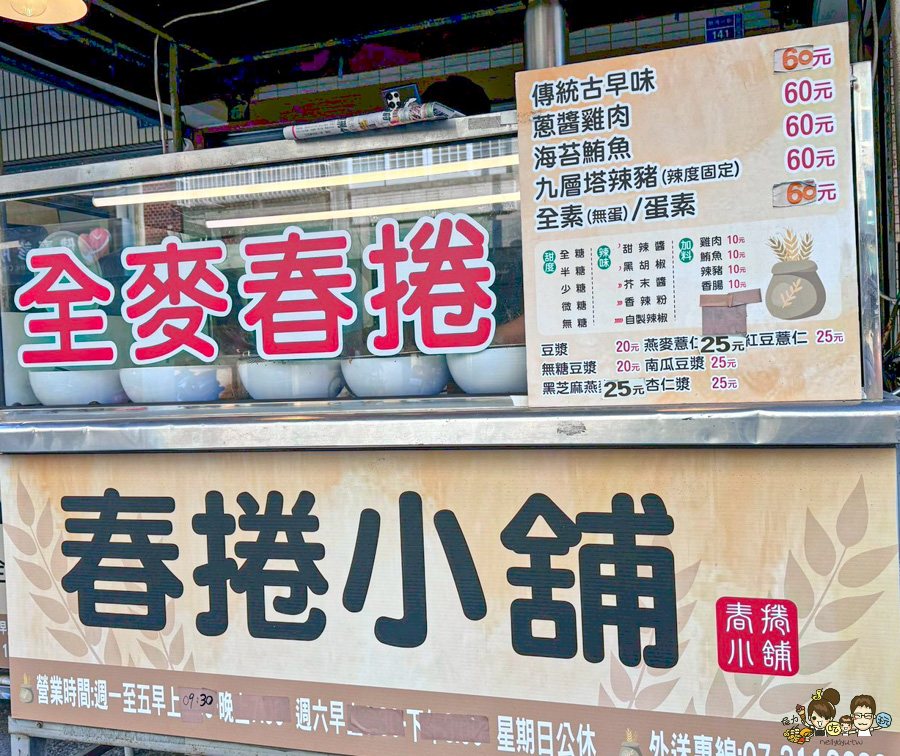 141
傳統古早味 60元
蔥醬雞肉 60元
海苔鮪魚 60元
九層塔辣豬(辣度固定) 60元
全素(無蛋)/蛋素 60元
甜度 全糖 半糖 少糖 微糖 無糖
辣味 甜辣醬 黑胡椒 芥末醬 香辣粉 自製辣椒
加料 雞肉10元 鮪魚10元 辣豬10元 香腸10元
豆漿 20元 燕麥薏仁 25元 紅豆薏仁 25元
無糖豆漿 20元 南瓜豆漿 25元
黑芝麻燕 25元 杏仁漿 25元
全麥春捲
春捲小舖
春捲
小舖
營業時間:週一至五早上09:30 晚 週六早 下 星期日公休
外送專線:07